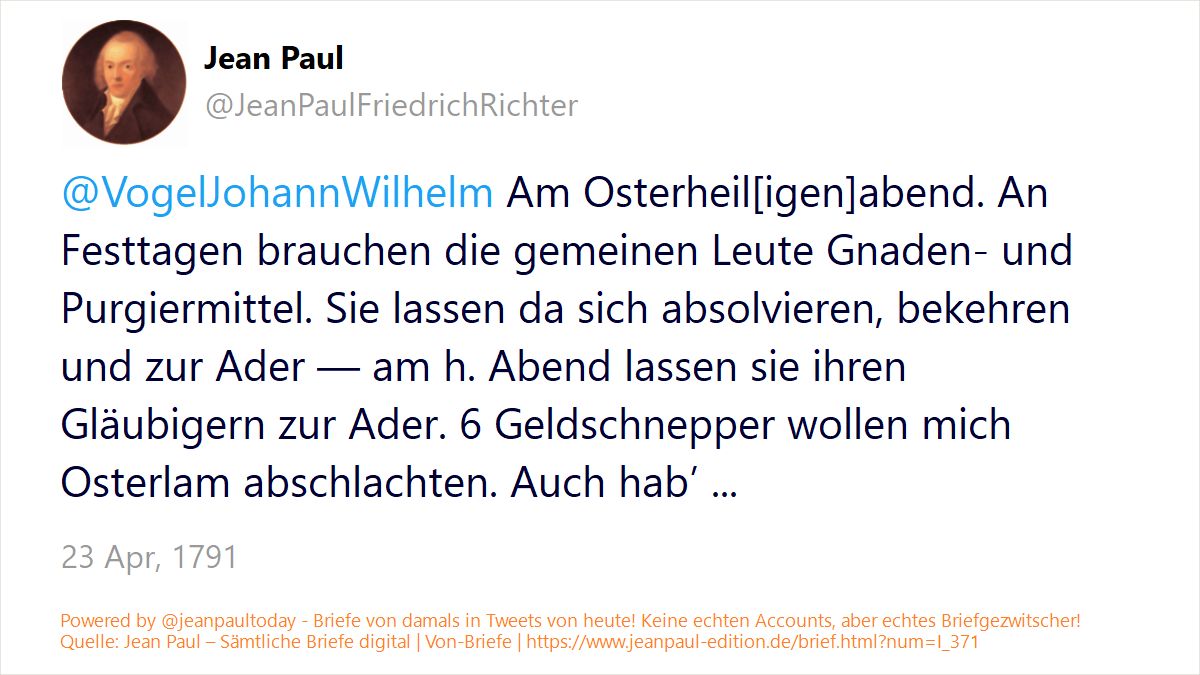 Jean Paul
@JeanPaulFriedrichRichter
@VogelJohannWilhelm Am Osterheil[igen]abend. An
Festtagen brauchen die gemeinen Leute Gnaden- und
Purgiermittel. Sie lassen da sich absolvieren, bekehren
und zur Ader — am h. Abend lassen sie ihren
Gläubigern zur Ader. 6 Geldschnepper wollen mich
Osterlam abschlachten. Auch hab’ ...
23 Apr, 1791
Powered by @jeanpaultoday - Briefe von damals in Tweets von heute! Keine echten Accounts, aber echtes Briefgezwitscher!
Quelle: Jean Paul – Sämtliche Briefe digital | Von-Briefe | https://www.jeanpaul-edition.de/brief.html?num=I_371